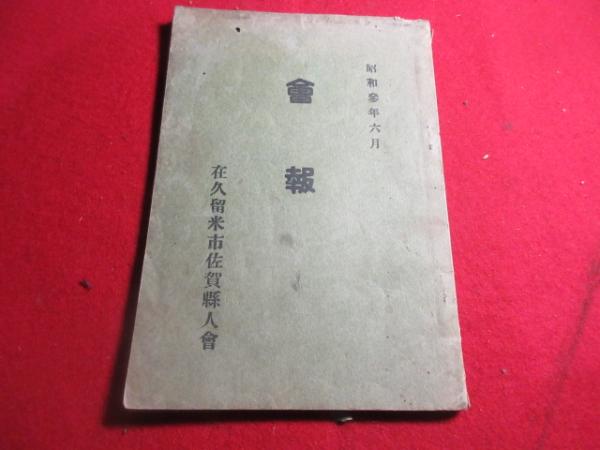 昭和參年六月
會報
在久留米市佐賀縣人會